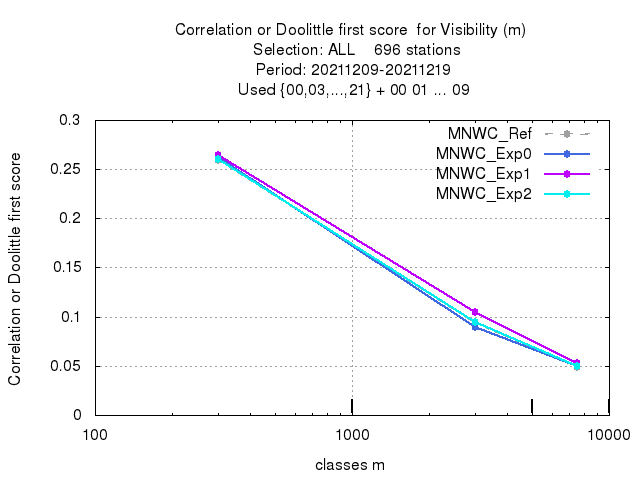 Correlation or Doolittle first score  for Visibility (m)
Selection: ALL    696 stations
Period: 20211209-20211219
Used {00,03,...,21} + 00 01 ... 09
MNWC_Ref
MNWC_Exp0
MNWC_Exp1
MNWC_Exp2
Correlation or Doolittle first score
0.3
0.25
0.2
0.15
0.1
0.05
0
100
1000
10000
classes m